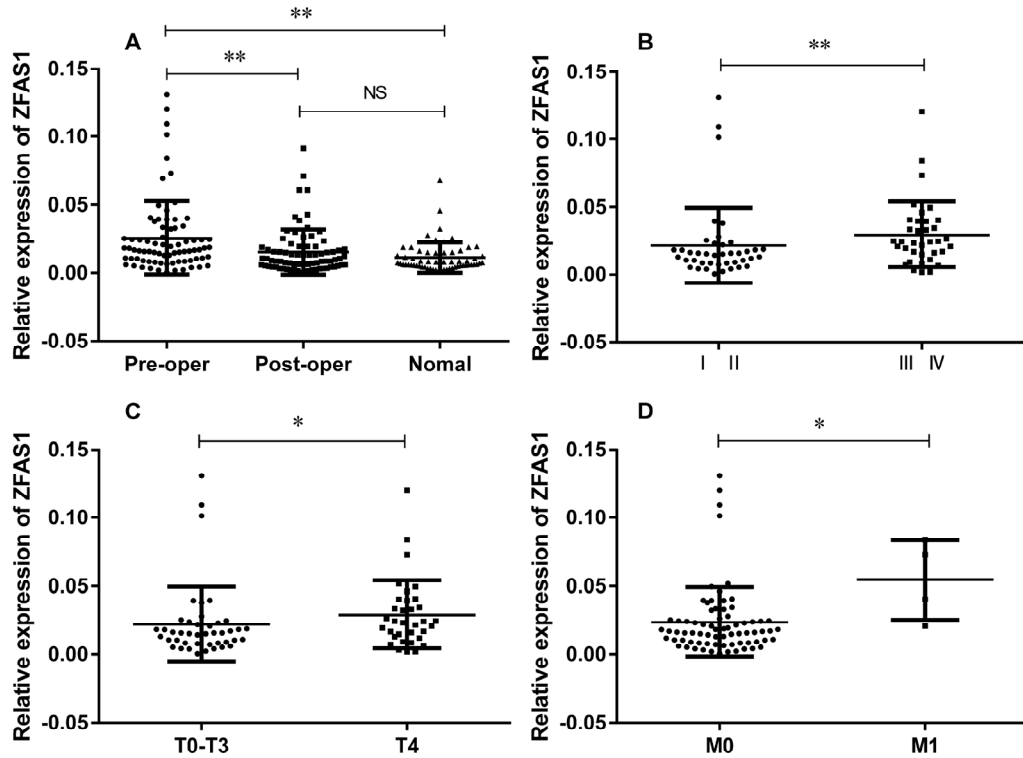 A
**
**
NS
Relative expression of ZFAS1
0.15
0.10
0.05
0.00
-0.05
Pre-oper Post-oper Nomal
B
**
Relative expression of ZFAS1
0.15
0.10
0.05
0.00
-0.05
I II III IV
C
*
Relative expression of ZFAS1
0.15
0.10
0.05
0.00
-0.05
T0-T3 T4
D
*
Relative expression of ZFAS1
0.15
0.10
0.05
0.00
-0.05
M0 M1